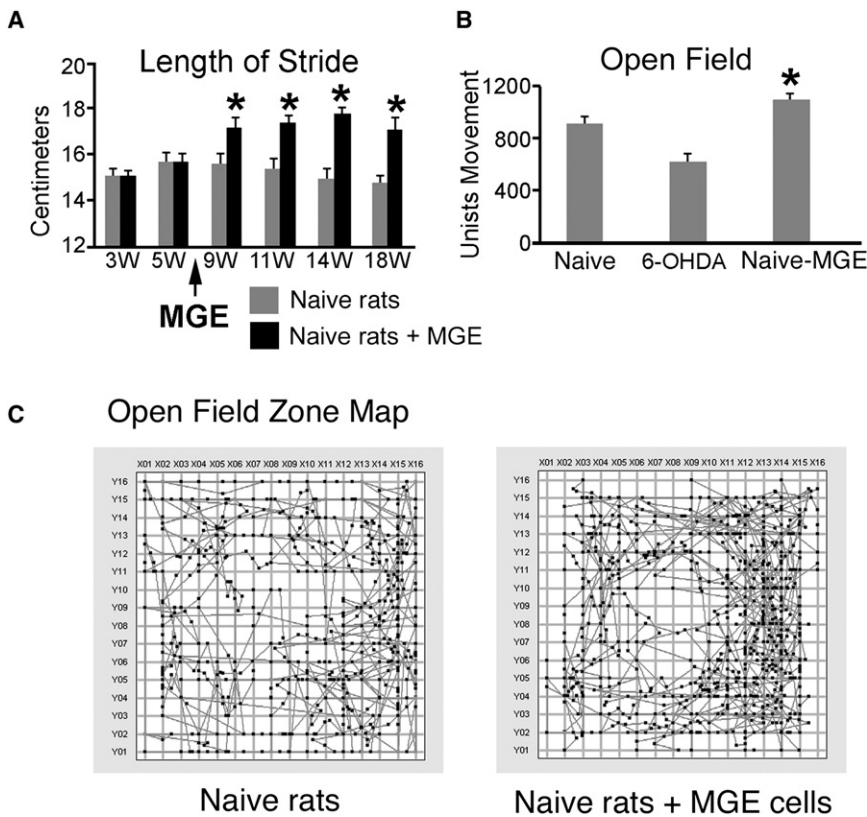 A
Length of Stride
Centimeters
20
18
16
14
12
* * * *
3W 5W 9W 11W 14W 18W
MGE
Naive rats
Naive rats + MGE
B
Open Field
Unists Movement
1200
800
400
0
*
Naive 6-OHDA Naive-MGE
C
Open Field Zone Map
X01 X02 X03 X04 X05 X06 X07 X08 X09 X10 X11 X12 X13 X14 X15 X16
Y16
Y15
Y14
Y13
Y12
Y11
Y10
Y09
Y08
Y07
Y06
Y05
Y04
Y03
Y02
Y01
Naive rats
X01 X02 X03 X04 X05 X06 X07 X08 X09 X10 X11 X12 X13 X14 X15 X16
Y16
Y15
Y14
Y13
Y12
Y11
Y10
Y09
Y08
Y07
Y06
Y05
Y04
Y03
Y02
Y01
Naive rats + MGE cells